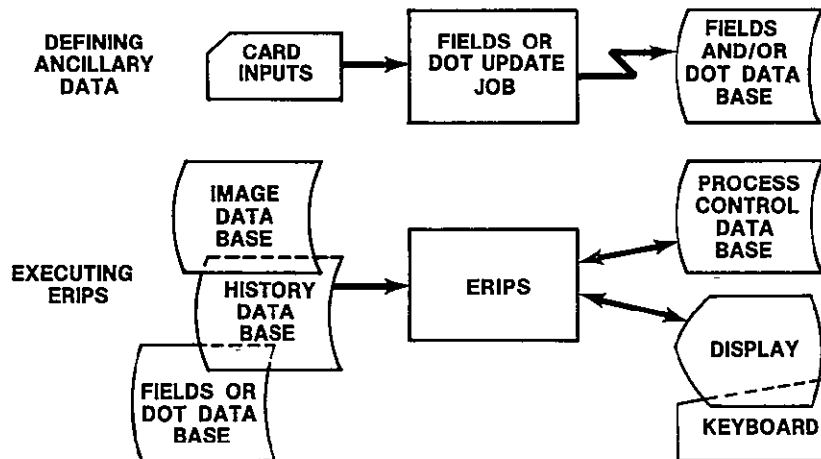 DEFINING
ANCILLARY
DATA
CARD
INPUTS
FIELDS OR
DOT UPDATE
JOB
FIELDS
AND/OR
DOT DATA
BASE
EXECUTING
ERIPS
IMAGE
DATA
BASE
HISTORY
DATA
BASE
FIELDS OR
DOT DATA
BASE
ERIPS
PROCESS
CONTROL
DATA
BASE
DISPLAY
KEYBOARD